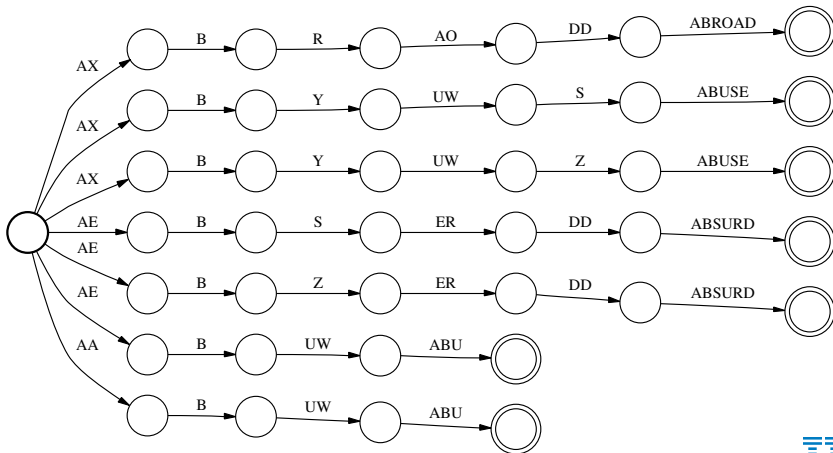 AX B R AO DD ABROAD
AX B Y UW S ABUSE
AX B Y UW Z ABUSE
AE B S ER DD ABSURD
AE B Z ER DD ABSURD
AE B UW ABU
AA B UW ABU